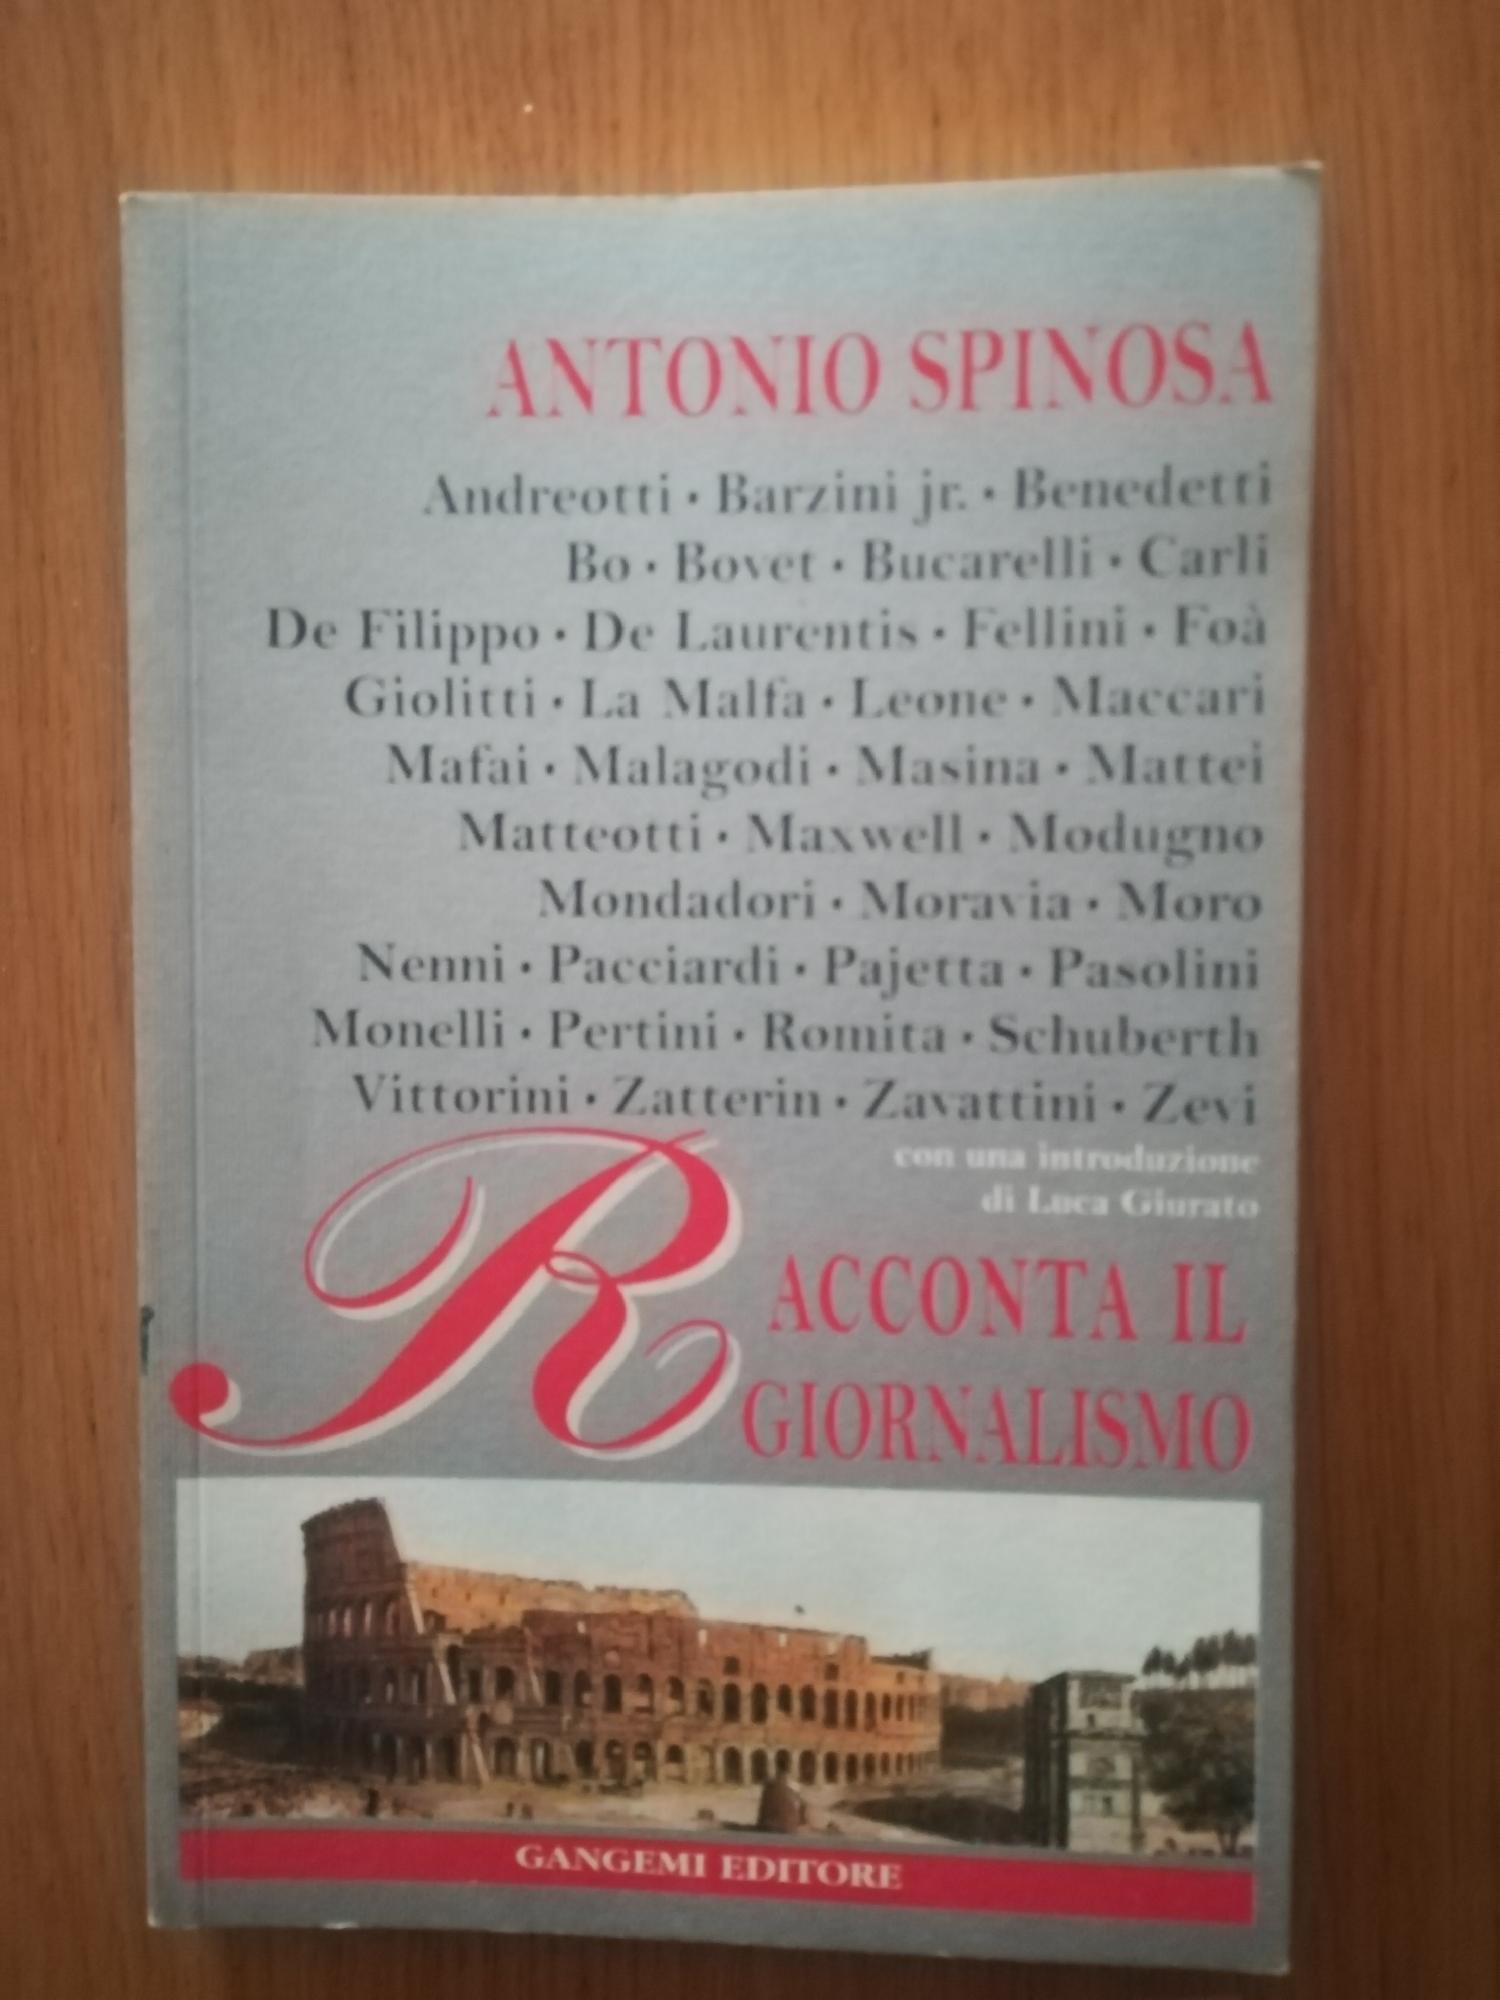 ANTONIO SPINOSA
Andreotti • Barzini jr. • Benedetti
Bo • Bovet • Bucarelli • Carli
De Filippo • De Laurentis • Fellini • Foà
Giolitti • La Malfa • Leone • Maccari
Mafai • Malagodi • Masina • Mattei
Matteotti • Maxwell • Modugno
Mondadori • Moravia • Moro
Nenni • Pacciardi • Pajetta • Pasolini
Monelli • Pertini • Romita • Schuberth
Vittorini • Zatterin • Zavattini • Zevi
con una introduzione
di Luca Giurato
RACCONTA IL
GIORNALISMO
GANGEMI EDITORE